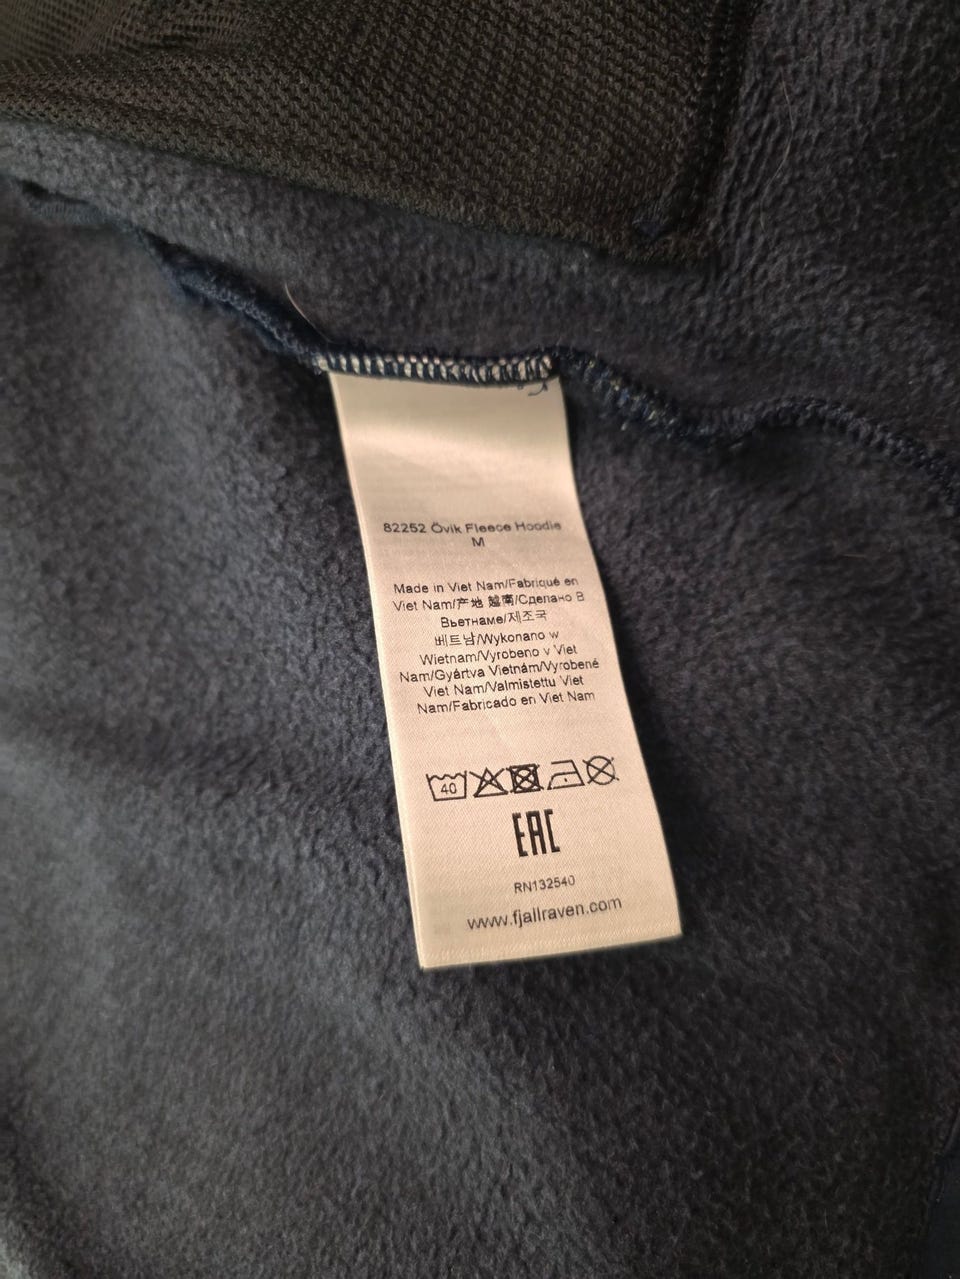 82252 Övik Fleece Hoodie
M
Made in Viet Nam/Fabriqué en
Viet Nam/产地 越南/Сделано В
Вьетнаме/제조국
베트남/Wykonano w
Wietnam/Vyrobeno v Viet
Nam/Gyártva Vietnám/Vyrobené
Viet Nam/Valmistettu Viet
Nam/Fabricado en Viet Nam
40
EAC
RN132540
www.fjallraven.com